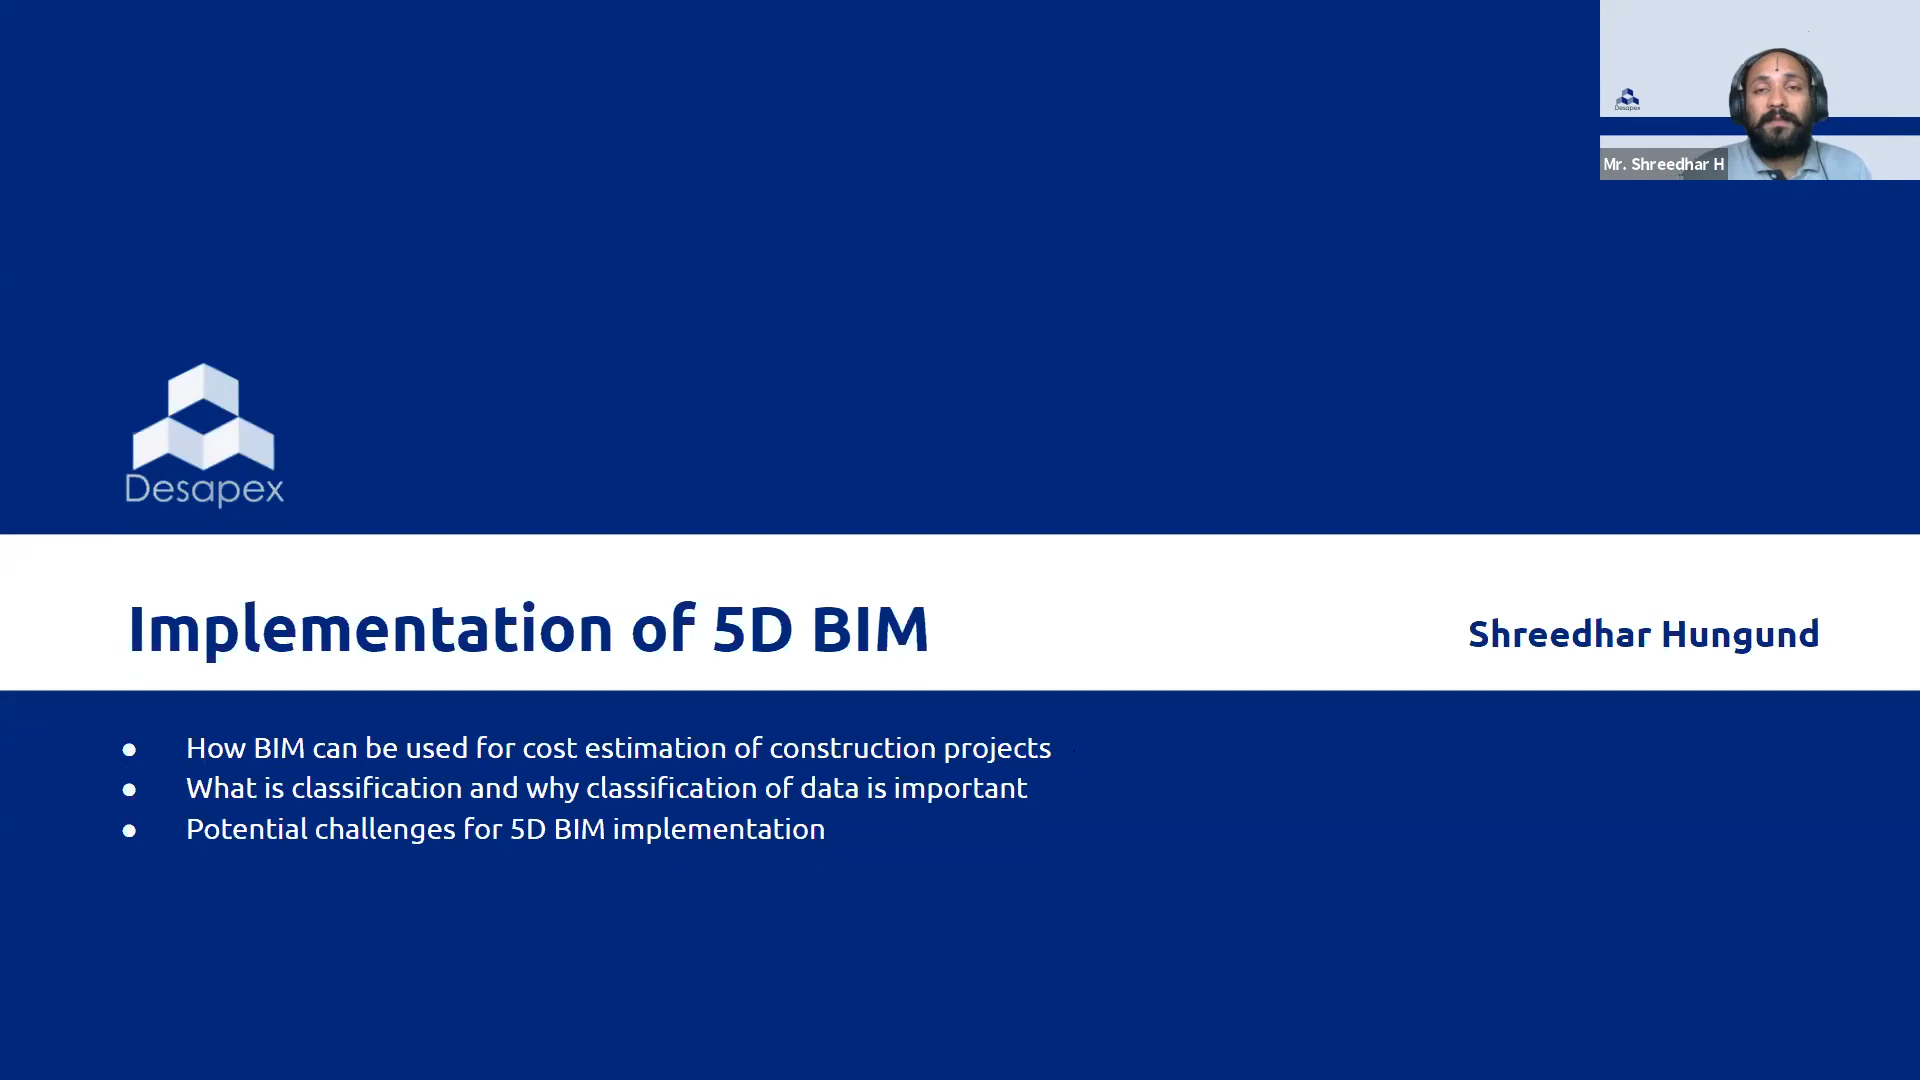 Desapex
Mr. Shreedhar H
Desapex
Implementation of 5D BIM
Shreedhar Hungund
● How BIM can be used for cost estimation of construction projects
● What is classification and why classification of data is important
● Potential challenges for 5D BIM implementation